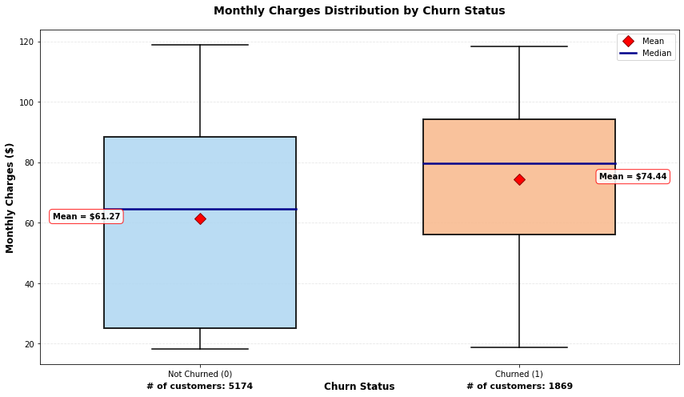 Monthly Charges Distribution by Churn Status
Mean
Median
Monthly Charges ($)
120
100
80
60
40
20
Mean = $61.27
Mean = $74.44
Not Churned (0)
Churned (1)
# of customers: 5174
Churn Status
# of customers: 1869